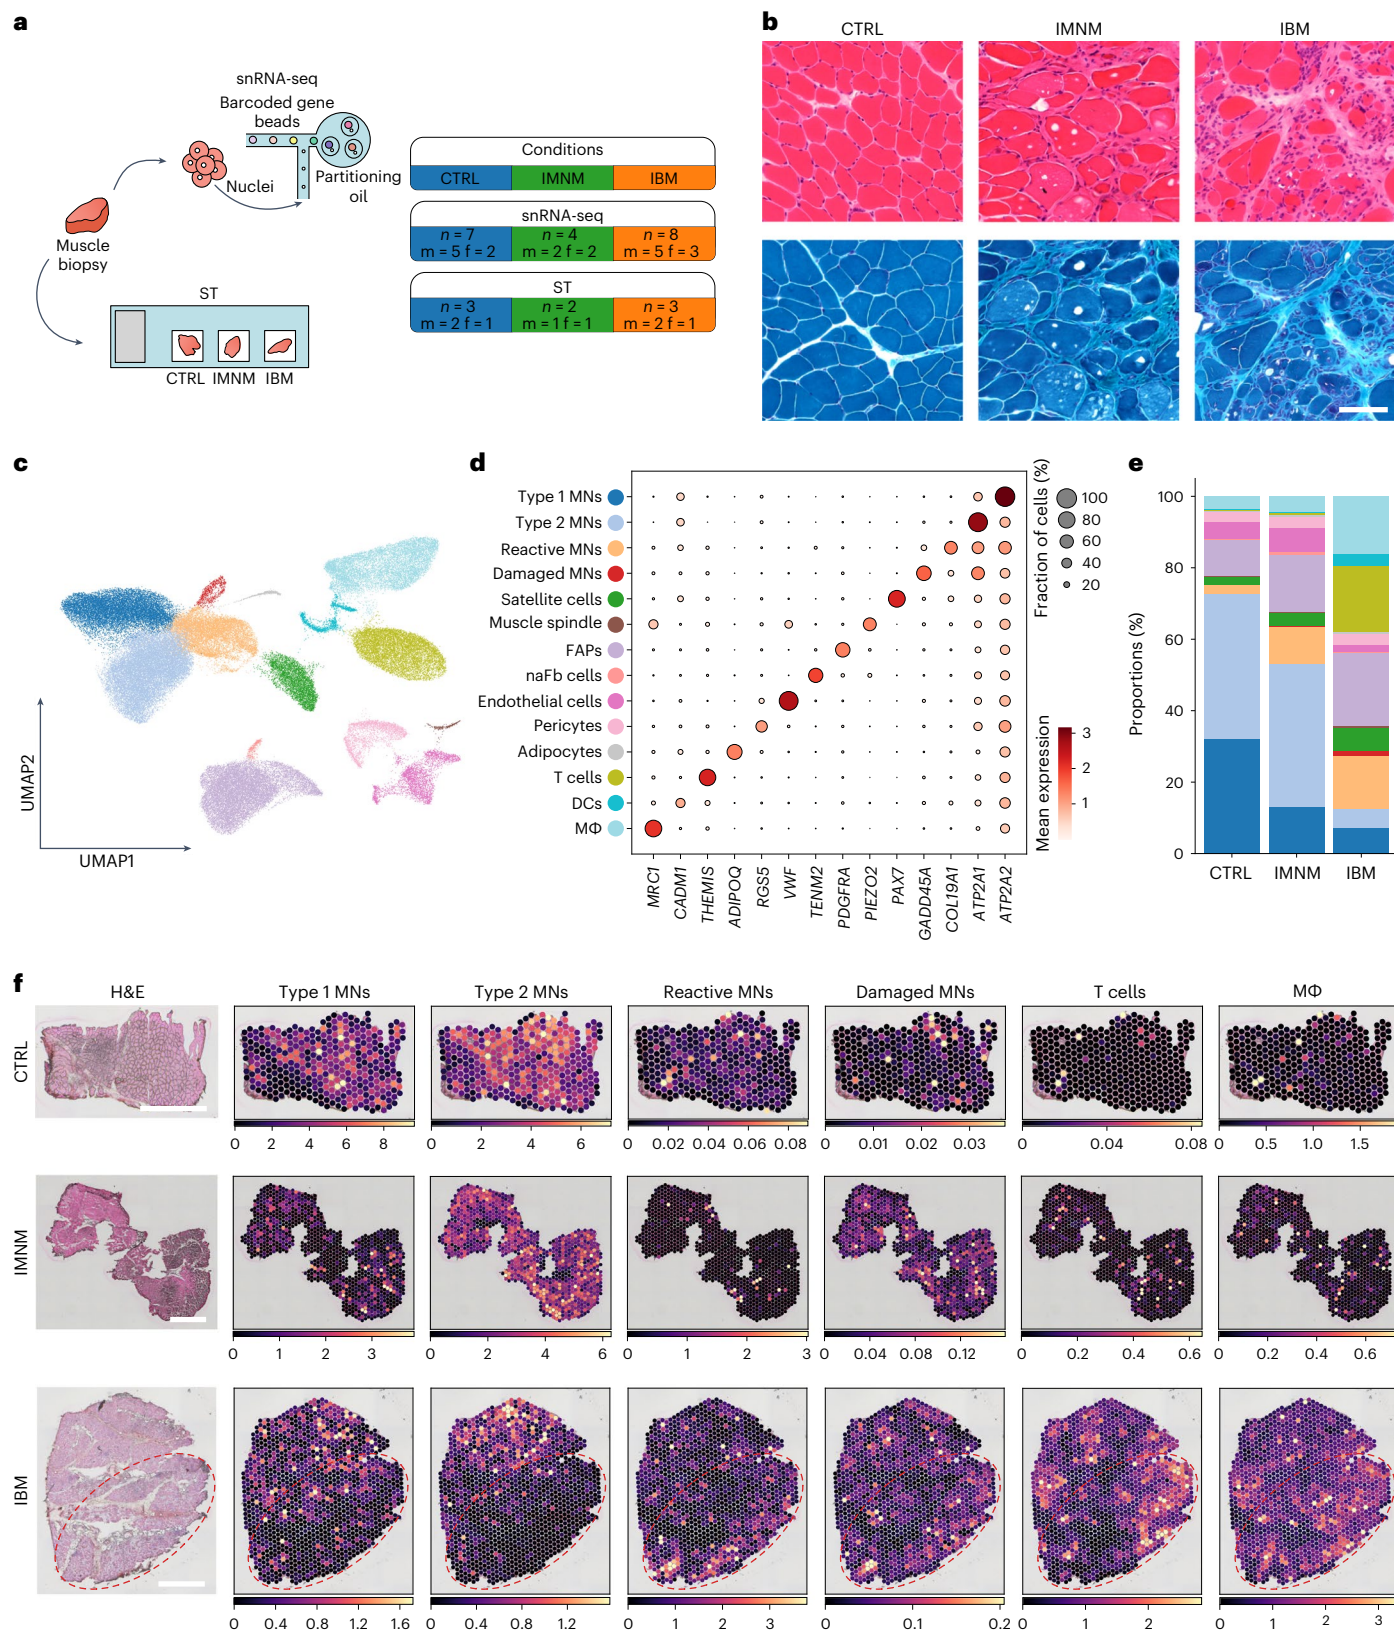 a
snRNA-seq
Barcoded gene
beads
Nuclei
Partitioning
oil
Muscle
biopsy
ST
CTRL IMNM IBM
Conditions
CTRL IMNM IBM
snRNA-seq
n = 7 n = 4 n = 8
m = 5 f = 2 m = 2 f = 2 m = 5 f = 3
ST
n = 3 n = 2 n = 3
m = 2 f = 1 m = 1 f = 1 m = 2 f = 1
b
CTRL IMNM IBM
c
UMAP2
UMAP1
d
Type 1 MNs
Type 2 MNs
Reactive MNs
Damaged MNs
Satellite cells
Muscle spindle
FAPs
naFb cells
Endothelial cells
Pericytes
Adipocytes
T cells
DCs
MΦ
MRC1
CADM1
THEMIS
ADIPOQ
RGS5
VWF
TENM2
PDGFRA
PIEZO2
PAX7
GADD45A
COL19A1
ATP2A1
ATP2A2
Fraction of cells (%)
100
80
60
40
20
Mean expression
3
2
1
e
Proportions (%)
100
80
60
40
20
0
CTRL IMNM IBM
f
H&E Type 1 MNs Type 2 MNs Reactive MNs Damaged MNs T cells MΦ
CTRL
0 2 4 6 8 0 2 4 6 0 0.02 0.04 0.06 0.08 0 0.01 0.02 0.03 0 0.04 0.08 0 0.5 1.0 1.5
IMNM
0 1 2 3 0 2 4 6 0 1 2 3 0 0.04 0.08 0.12 0 0.2 0.4 0.6 0 0.2 0.4 0.6
IBM
0 0.4 0.8 1.2 1.6 0 0.4 0.8 1.2 0 1 2 3 0 0.1 0.2 0 1 2 0 1 2 3